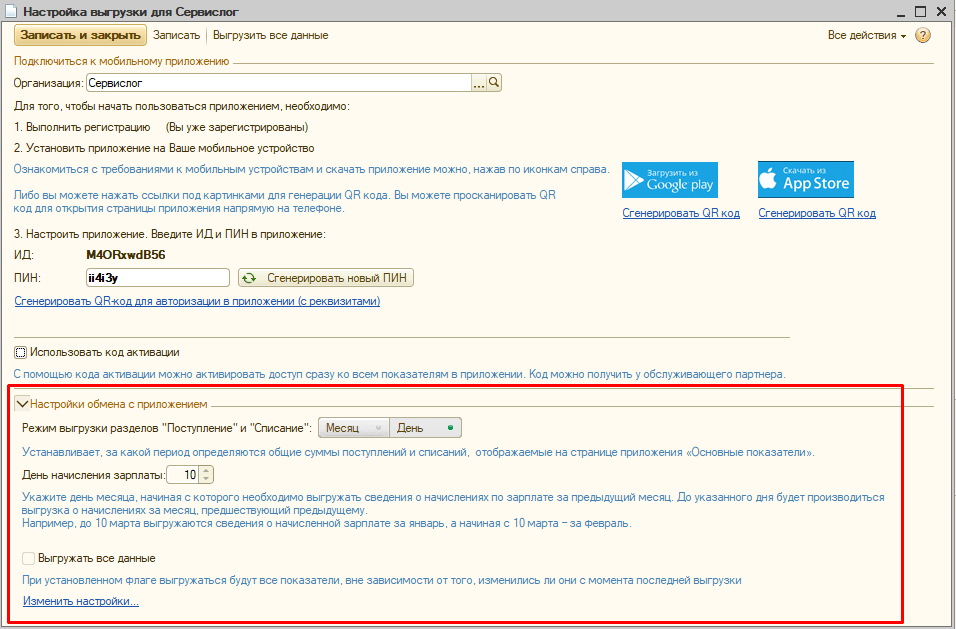 Настройка выгрузки для Сервислог
Записать и закрыть Записать Выгрузить все данные Все действия ?
Подключиться к мобильному приложению
Организация: Сервислог ...
Для того, чтобы начать пользоваться приложением, необходимо:
1. Выполнить регистрацию (Вы уже зарегистрированы)
2. Установить приложение на Ваше мобильное устройство
Ознакомиться с требованиями к мобильным устройствам и скачать приложение можно, нажав по иконкам справа.
Либо вы можете нажать ссылки под картинками для генерации QR кода. Вы можете просканировать QR
код для открытия страницы приложения напрямую на телефоне.
Загрузить из
Google play
Сгенерировать QR код
Скачать из
App Store
Сгенерировать QR код
3. Настроить приложение. Введите ИД и ПИН в приложение:
ИД: M4ORxwdB56
ПИН: ii4i3y Сгенерировать новый ПИН
Сгенерировать QR-код для авторизации в приложении (с реквизитами)
Использовать код активации
С помощью кода активации можно активировать доступ сразу ко всем показателям в приложении. Код можно получить у обслуживающего партнера.
Настройки обмена с приложением
Режим выгрузки разделов "Поступление" и "Списание": Месяц День
Устанавливает, за какой период определяются общие суммы поступлений и списаний, отображаемые на странице приложения «Основные показатели».
День начисления зарплаты: 10
Укажите день месяца, начиная с которого необходимо выгружать сведения о начислениях по зарплате за предыдущий месяц. До указанного дня будет производиться
выгрузка о начислениях за месяц, предшествующий предыдущему.
Например, до 10 марта выгружаются сведения о начисленной зарплате за январь, а начиная с 10 марта – за февраль.
Выгружать все данные
При установленном флаге выгружаться будут все показатели, вне зависимости от того, изменились ли они с момента последней выгрузки
Изменить настройки...